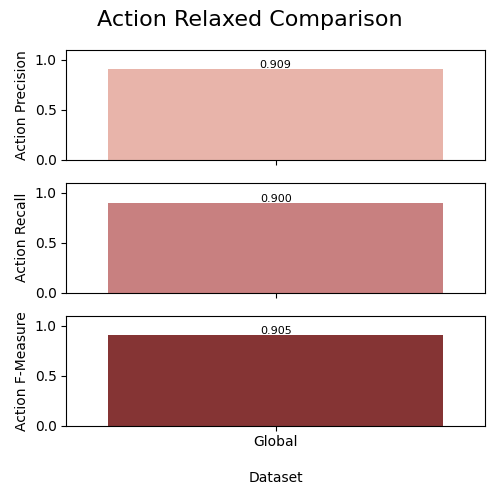 Action Relaxed Comparison
Action Precision
1.0
0.5
0.0
0.909
Action Recall
1.0
0.5
0.0
0.900
Action F-Measure
1.0
0.5
0.0
0.905
Global
Dataset